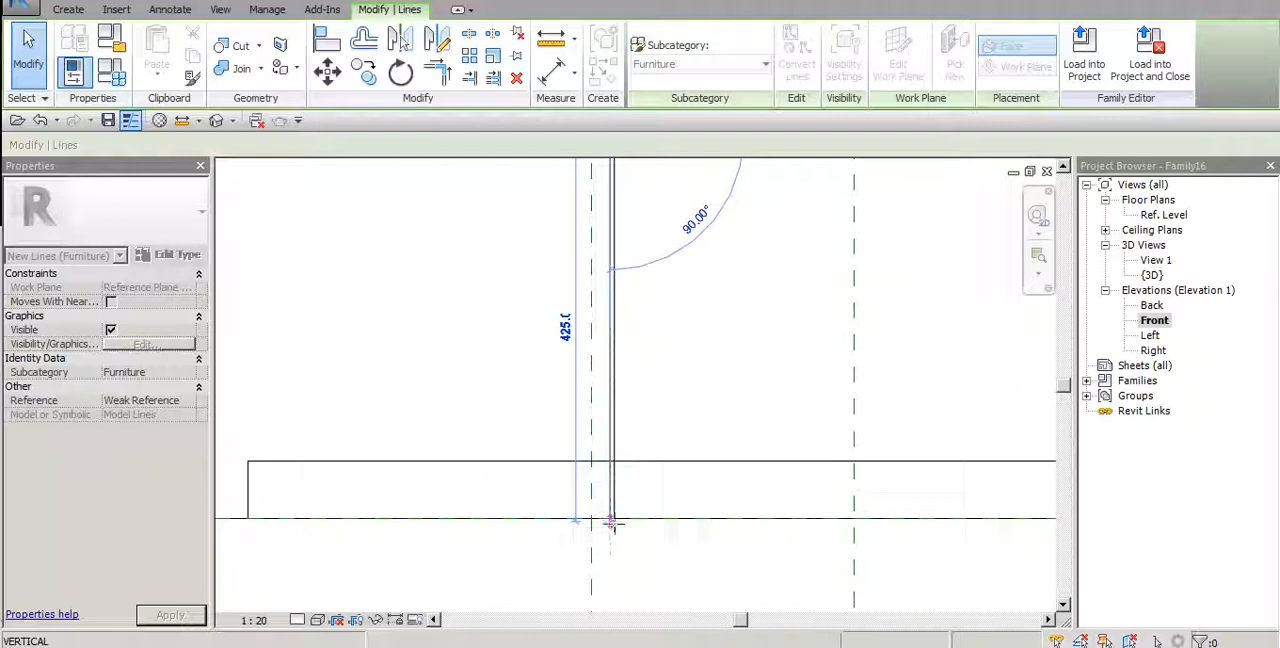 Create Insert Annotate View Manage Add-Ins Modify | Lines
Modify
Paste
Cut
Join
Subcategory:
Furniture
Convert Lines
Visibility Settings
Edit Work Plane
Pick New
Face
Work Plane
Load into Project
Load into Project and Close
Select Properties Clipboard Geometry Modify Measure Create Subcategory Edit Visibility Work Plane Placement Family Editor
Modify | Lines
Properties
R
New Lines (Furniture) Edit Type
Constraints
Work Plane Reference Plane ...
Moves With Near...
Graphics
Visible
Visibility/Graphics... Edit...
Identity Data
Subcategory Furniture
Other
Reference Weak Reference
Model or Symbolic Model Lines
Properties help Apply
90.00°
425.0
Project Browser - Family16
Views (all)
Floor Plans
Ref. Level
Ceiling Plans
3D Views
View 1
{3D}
Elevations (Elevation 1)
Back
Front
Left
Right
Sheets (all)
Families
Groups
Revit Links
1 : 20
VERTICAL
:0